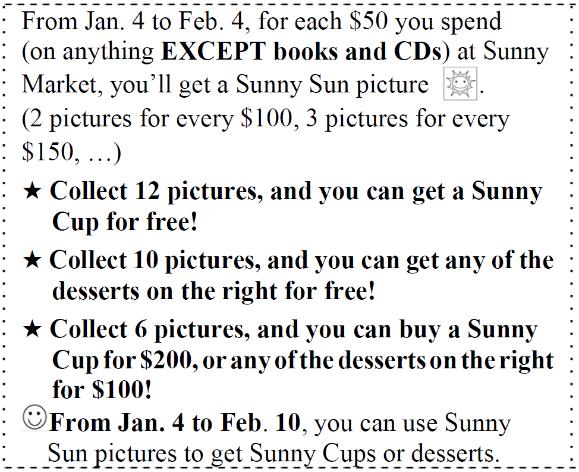 From Jan. 4 to Feb. 4, for each $50 you spend
(on anything EXCEPT books and CDs) at Sunny
Market, you’ll get a Sunny Sun picture .
(2 pictures for every $100, 3 pictures for every
$150, …)
★ Collect 12 pictures, and you can get a Sunny
Cup for free!
★ Collect 10 pictures, and you can get any of the
desserts on the right for free!
★ Collect 6 pictures, and you can buy a Sunny
Cup for $200, or any of the desserts on the right
for $100!
From Jan. 4 to Feb. 10, you can use Sunny
Sun pictures to get Sunny Cups or desserts.